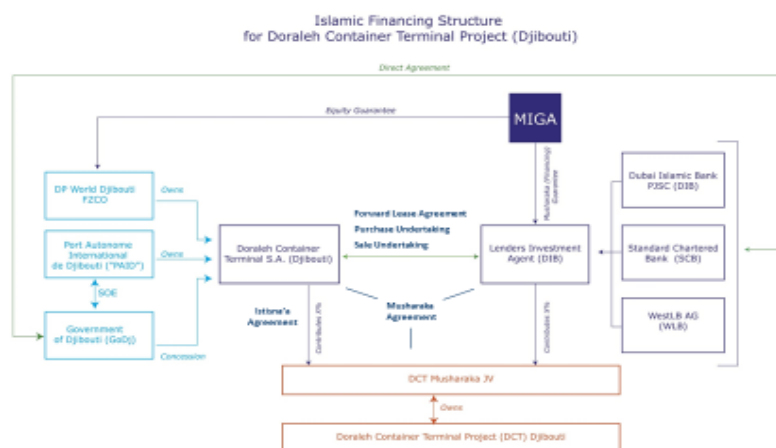 Islamic Financing Structure
for Doraleh Container Terminal Project (Djibouti)
Direct Agreement
Equity Guarantee
MIGA
Musharaka (Financing)
Guarantee
DP World Djibouti
FZCO
Owns
Port Autonome
International
de Djibouti ("PAID")
Owns
SOE
Government
of Djibouti (GoDj)
Concession
Doraleh Container
Terminal S.A. (Djibouti)
Forward Lease Agreement
Purchase Undertaking
Sale Undertaking
Lenders Investment
Agent (DIB)
Dubai Islamic Bank
PJSC (DIB)
Standard Chartered
Bank (SCB)
WestLB AG
(WLB)
Istisna'a
Agreement
Contributes X%
Musharaka
Agreement
Contributes Y%
DCT Musharaka JV
Owns
Doraleh Container Terminal Project (DCT) Djibouti